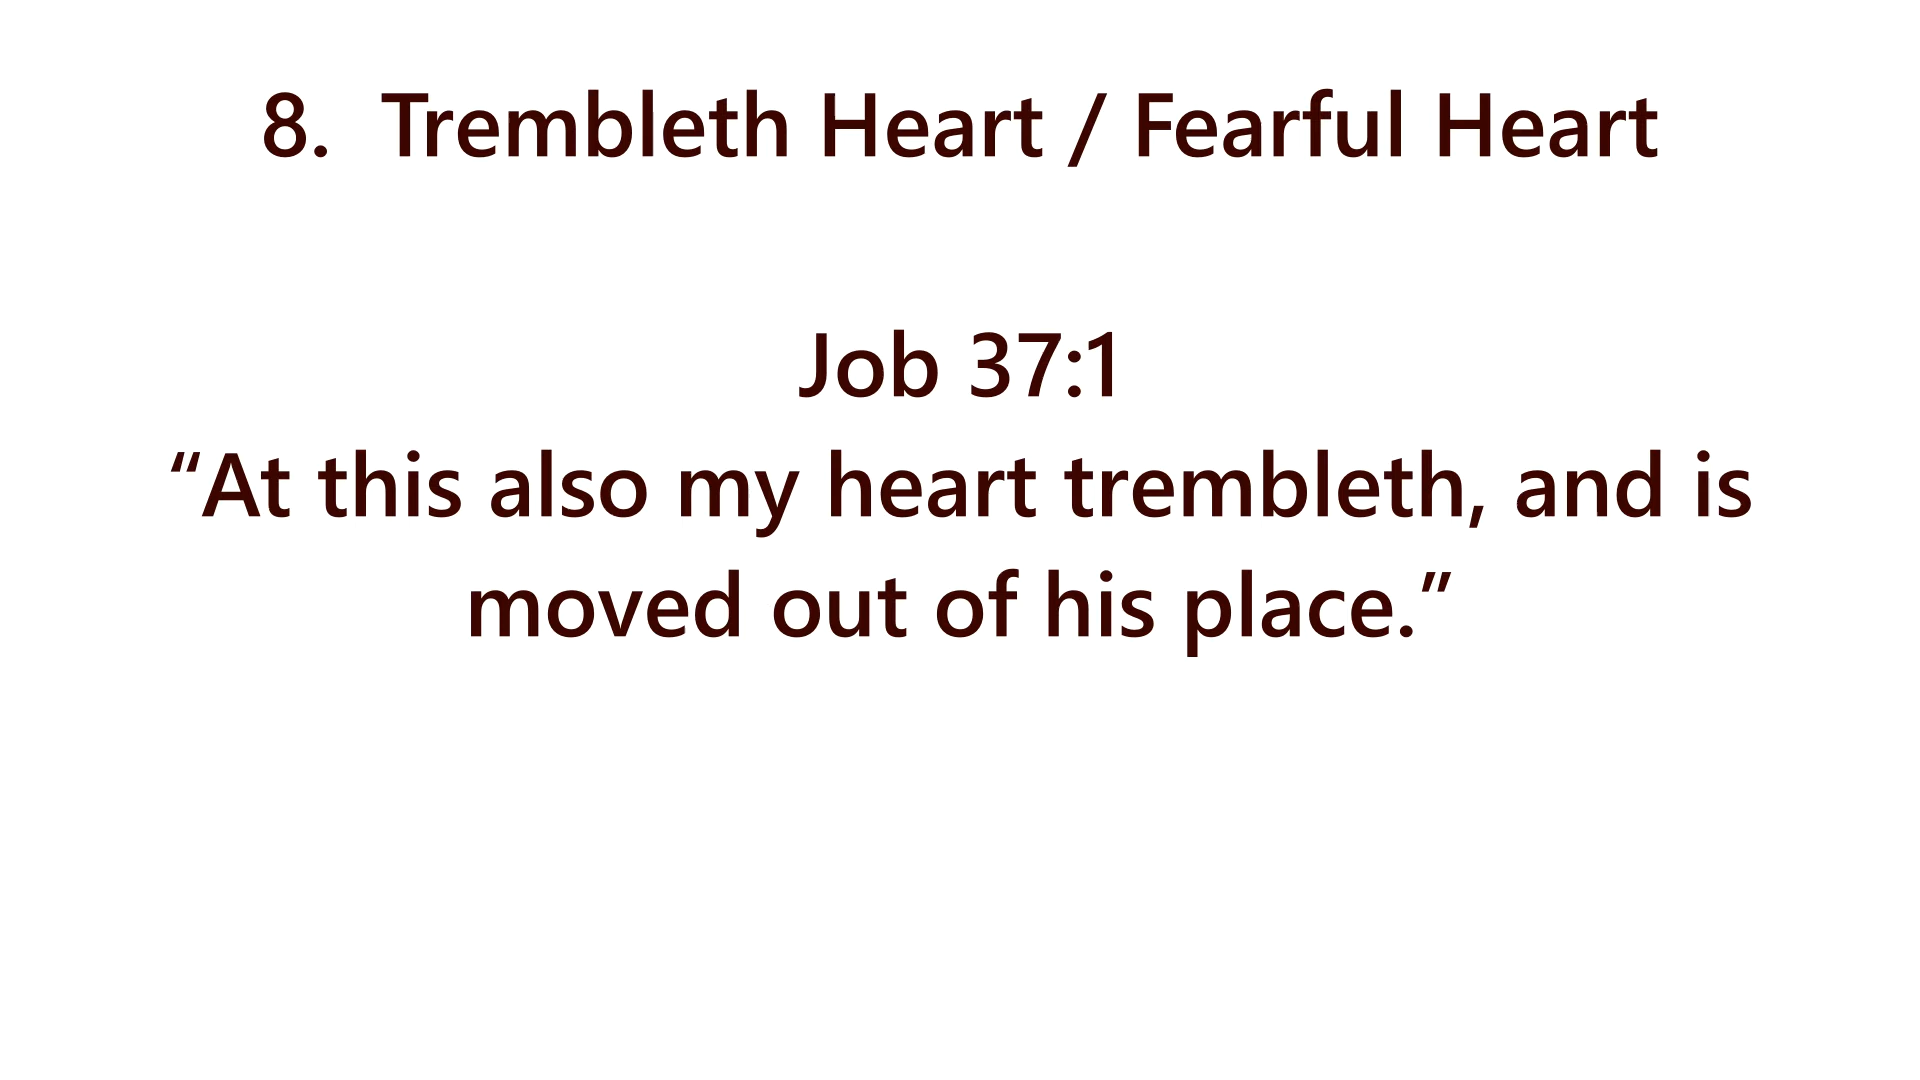 8.  Trembleth Heart / Fearful Heart
Job 37:1
“At this also my heart trembleth, and is
moved out of his place.”